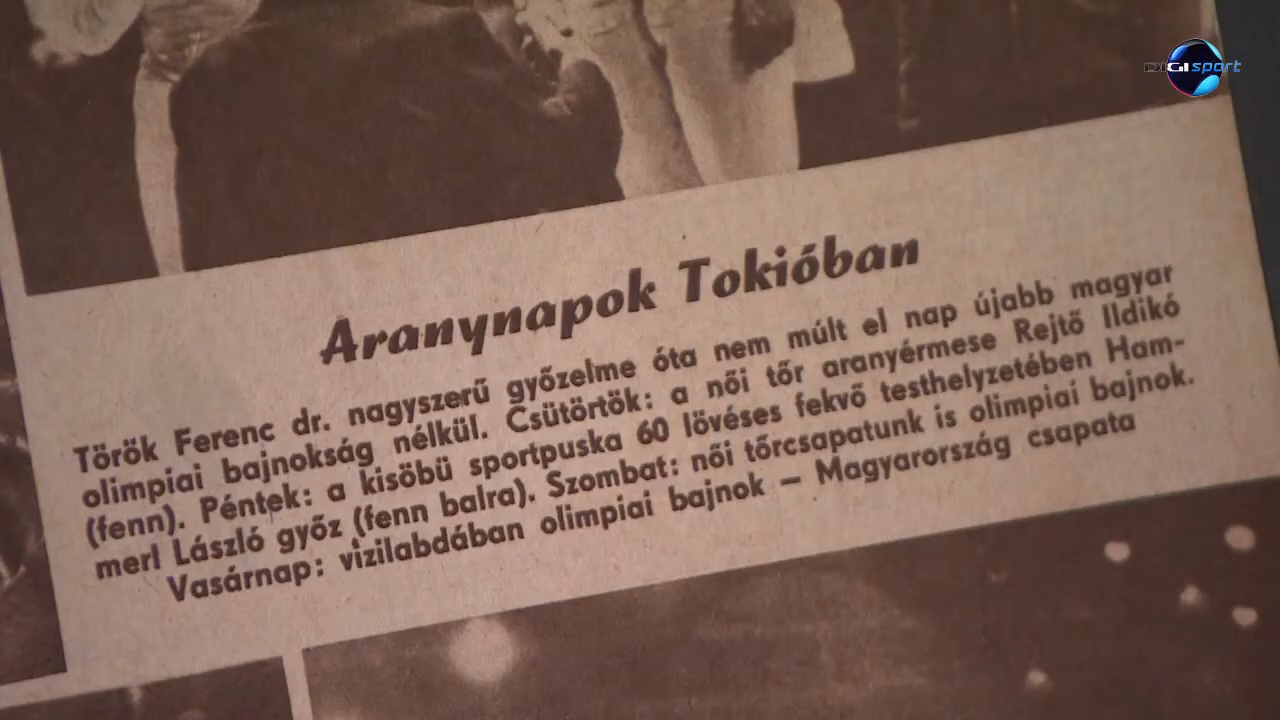 DIGI sport
Aranynapok Tokióban
Török Ferenc dr. nagyszerű győzelme óta nem múlt el nap újabb magyar
olimpiai bajnokság nélkül. Csütörtök: a női tőr aranyérmese Rejtő Ildikó
(fenn). Péntek: a kisöbü sportpuska 60 lövéses fekvő testhelyzetében Ham-
merl László győz (fenn balra). Szombat: női tőrcsapatunk is olimpiai bajnok.
Vasárnap: vízilabdában olimpiai bajnok – Magyarország csapata